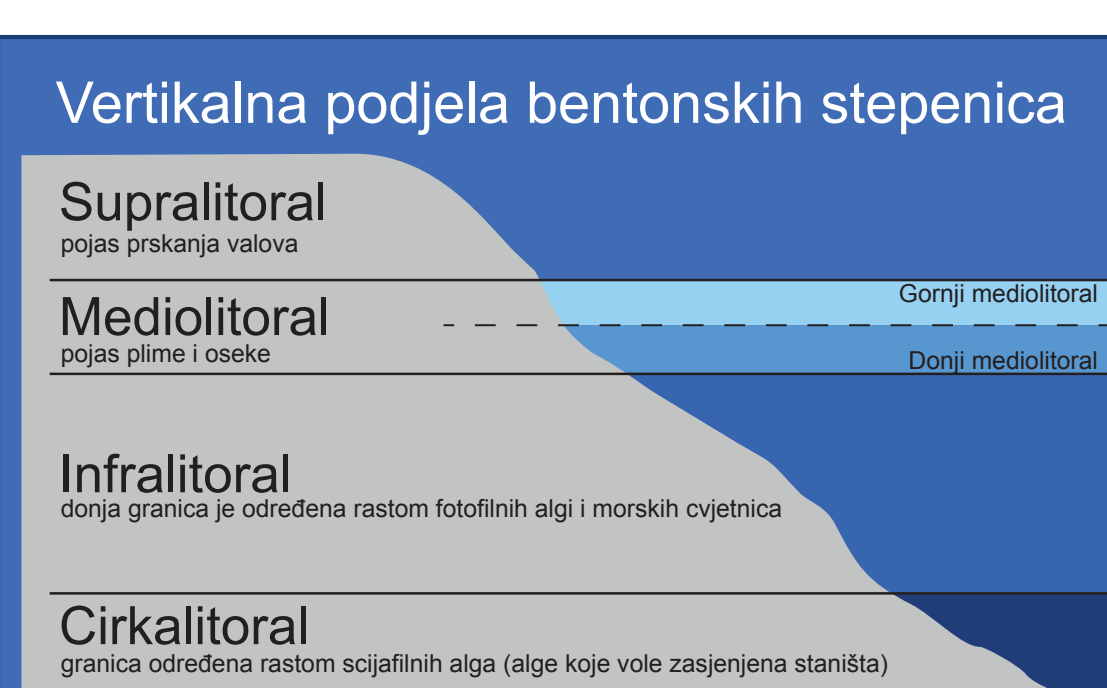 Vertikalna podjela bentonskih stepenica
Supralitoral
pojas prskanja valova
Gornji mediolitoral
Mediolitoral
pojas plime i oseke
Donji mediolitoral
Infralitoral
donja granica je određena rastom fotofilnih algi i morskih cvjetnica
Cirkalitoral
granica određena rastom scijafilnih alga (alge koje vole zasjenjena staništa)